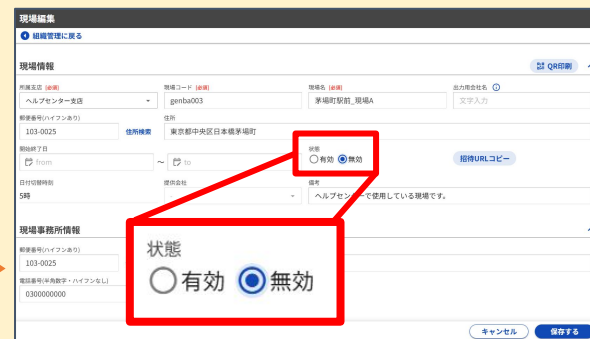 現場編集
組織管理に戻る
現場情報
QR印刷
所属支店 (必須) 現場コード (必須) 現場名 (必須) 出力用会社名
ヘルプセンター支店 genba003 茅場町駅前_現場A 文字入力
郵便番号(ハイフンあり) 住所
103-0025 住所検索 東京都中央区日本橋茅場町
開始終了日 状態
from ~ to 有効 無効 招待URLコピー
日付切替時刻 提供会社 備考
5時 ヘルプセンターで使用している現場です。
現場事務所情報
郵便番号(ハイフンあり)
103-0025
電話番号(半角数字・ハイフンなし)
0300000000
状態
有効 無効
キャンセル 保存する